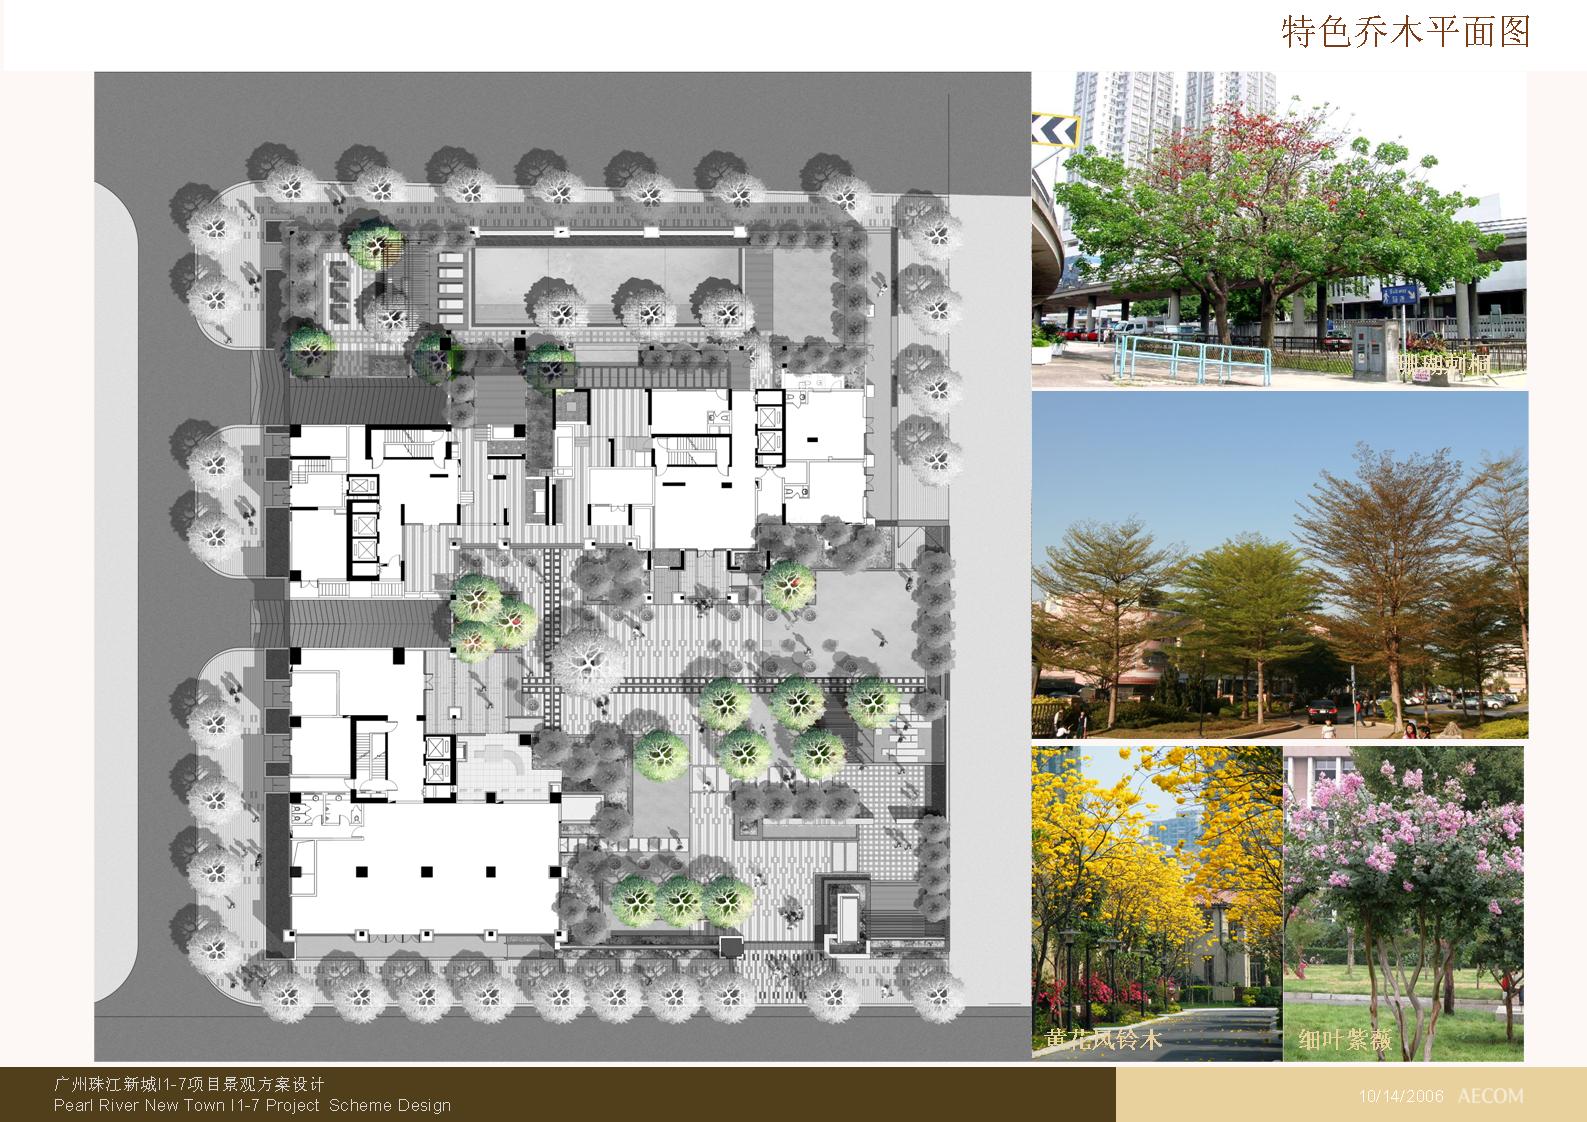 特色乔木平面图
珊瑚刺桐
黄花风铃木
细叶紫薇
广州珠江新城I1-7项目景观方案设计
Pearl River New Town I1-7 Project Scheme Design
10/14/2006 AECOM